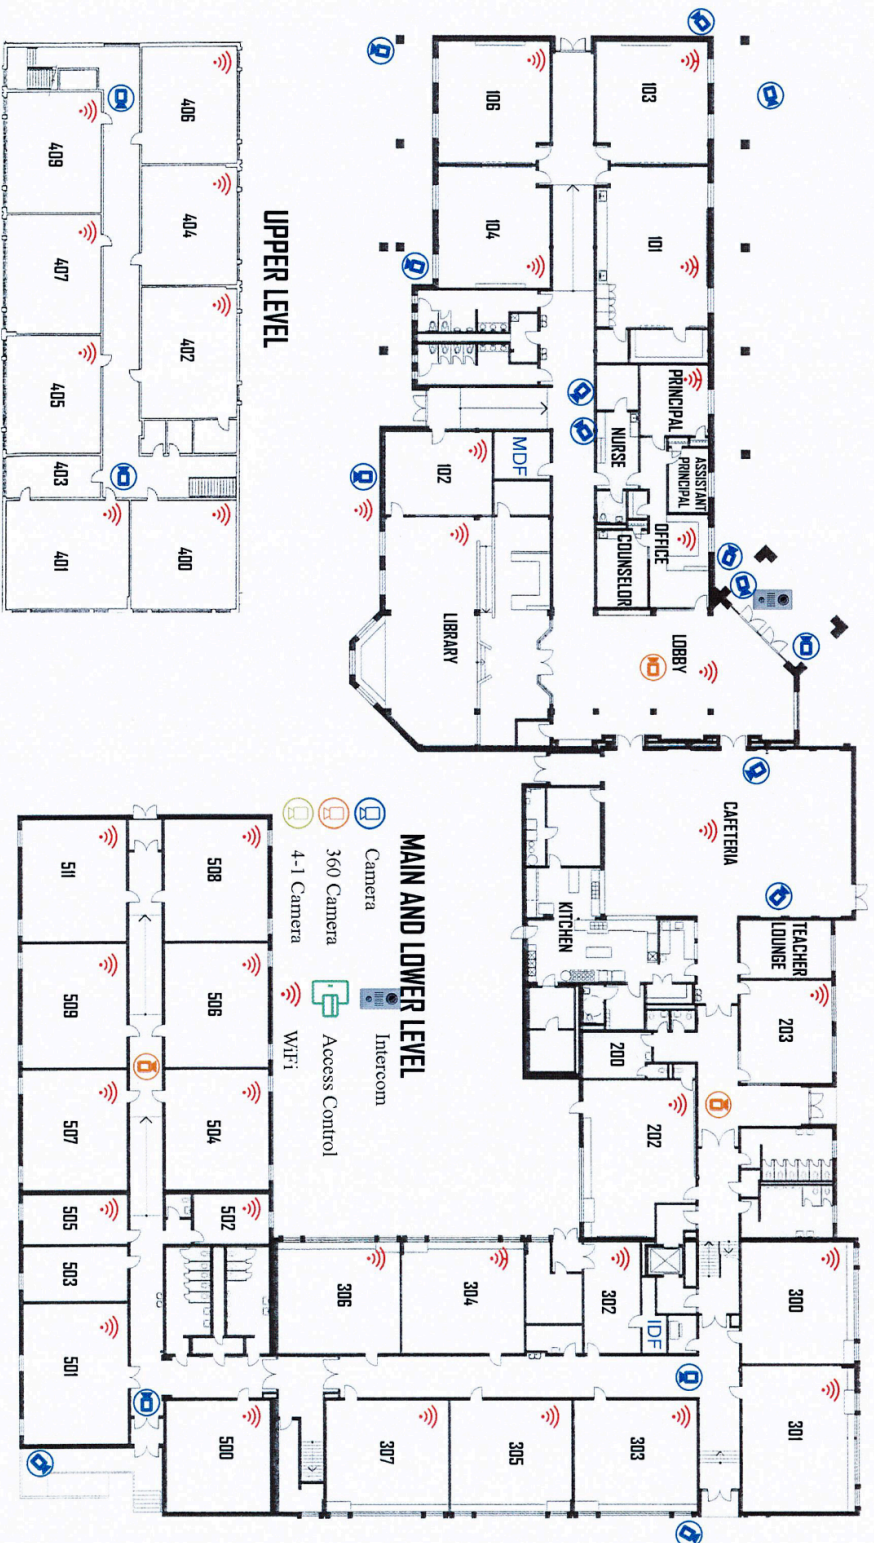 103
101
PRINCIPAL
ASSISTANT
PRINCIPAL
OFFICE
NURSE
COUNSELOR
LOBBY
CAFETERIA
TEACHER
LOUNGE
203
300
301
106
104
MDF
102
LIBRARY
KITCHEN
200
202
302
IDF
303
304
305
306
307
MAIN AND LOWER LEVEL
Camera
360 Camera
4-1 Camera
Intercom
Access Control
WiFi
UPPER LEVEL
406
404
402
400
409
407
405
403
401
508
506
504
502
500
511
509
507
505
503
501